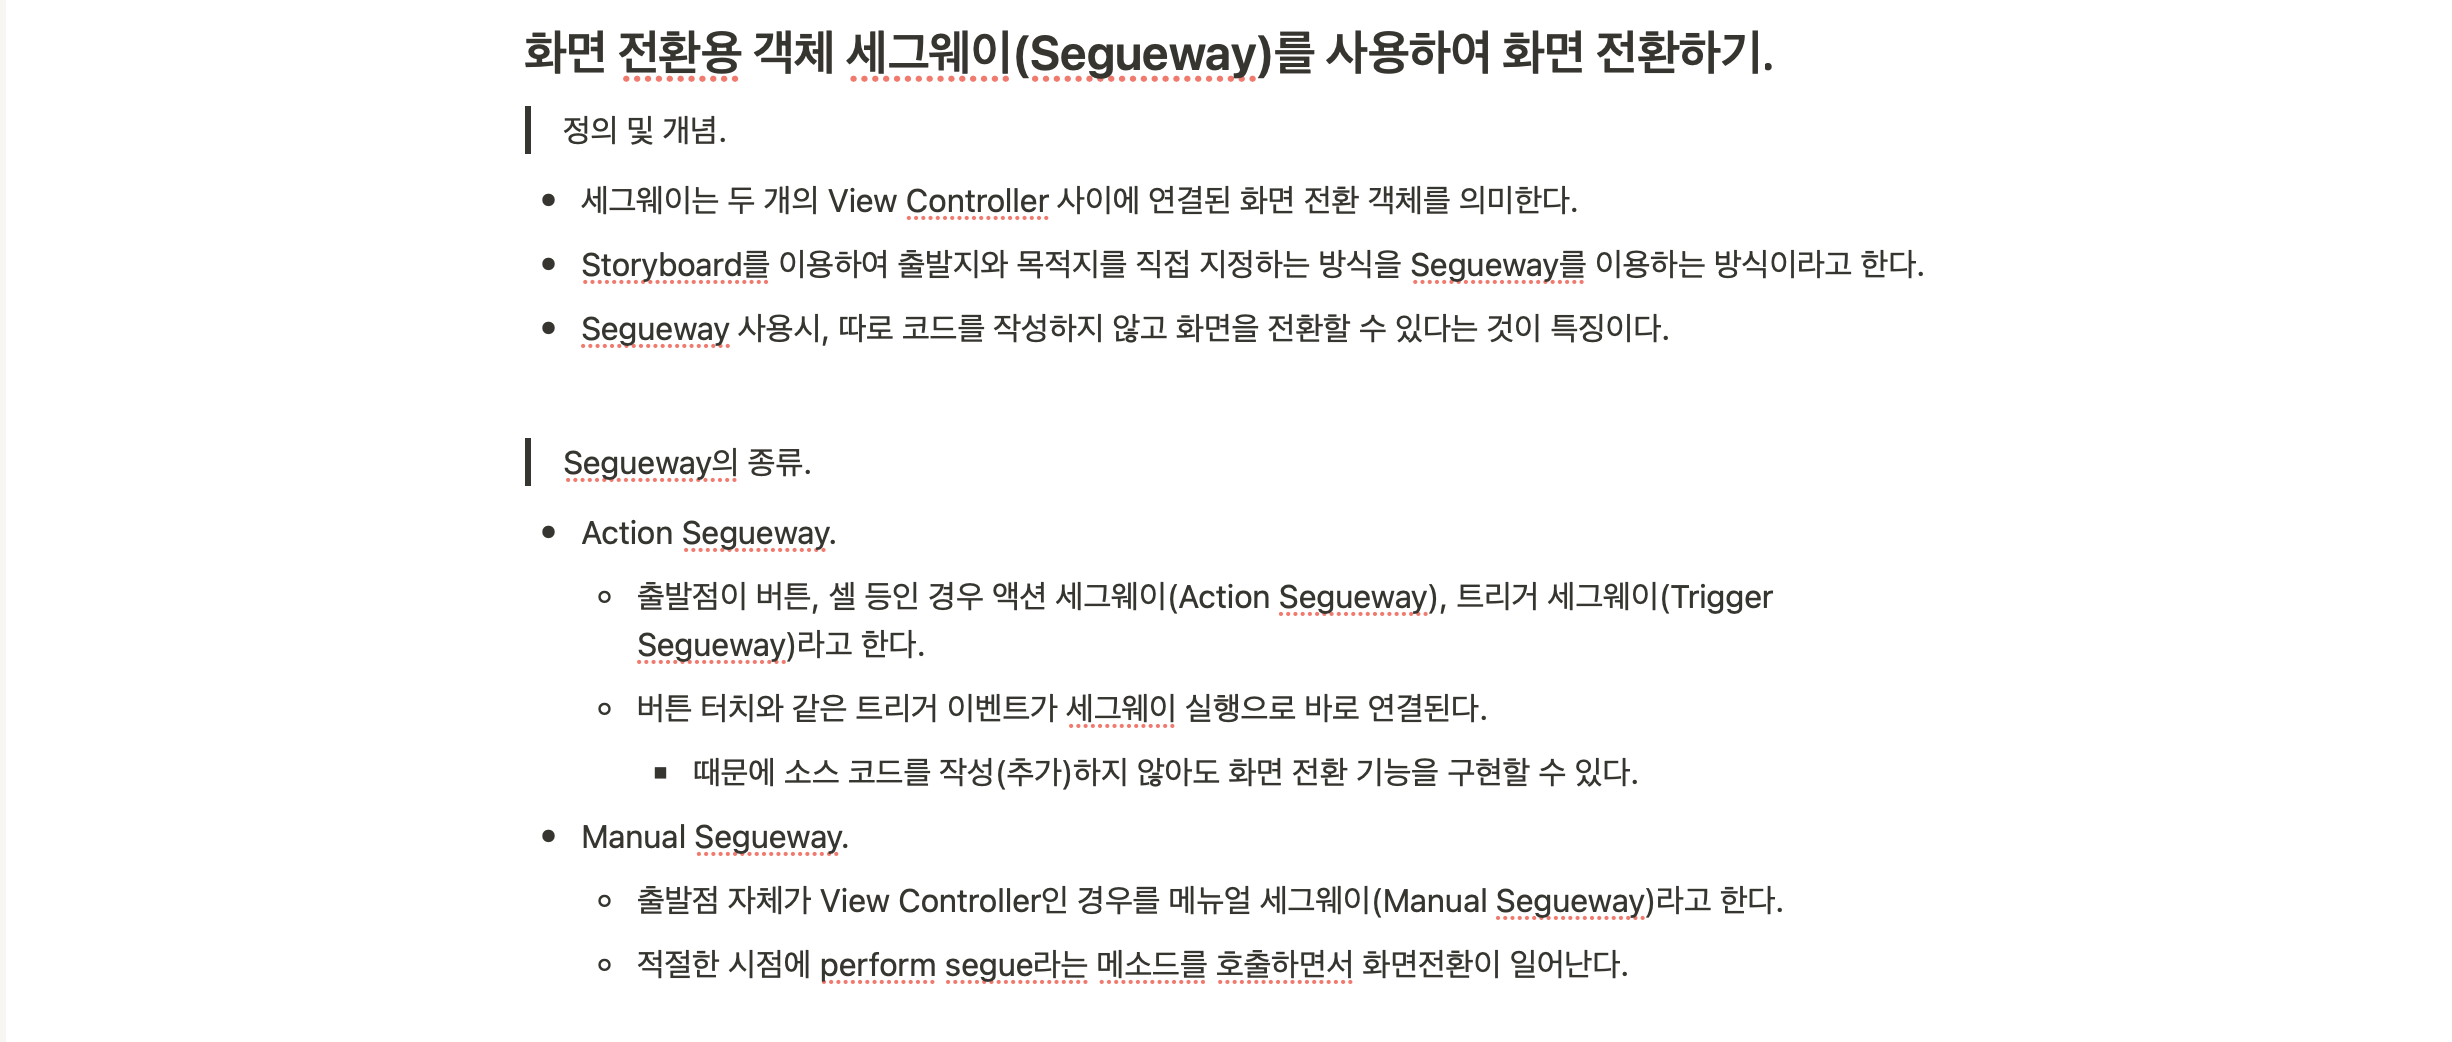 화면 전환용 객체 세그웨이(Segueway)를 사용하여 화면 전환하기.
정의 및 개념.
세그웨이는 두 개의 View Controller 사이에 연결된 화면 전환 객체를 의미한다.
Storyboard를 이용하여 출발지와 목적지를 직접 지정하는 방식을 Segueway를 이용하는 방식이라고 한다.
Segueway 사용시, 따로 코드를 작성하지 않고 화면을 전환할 수 있다는 것이 특징이다.
Segueway의 종류.
Action Segueway.
출발점이 버튼, 셀 등인 경우 액션 세그웨이(Action Segueway), 트리거 세그웨이(Trigger
Segueway)라고 한다.
버튼 터치와 같은 트리거 이벤트가 세그웨이 실행으로 바로 연결된다.
때문에 소스 코드를 작성(추가)하지 않아도 화면 전환 기능을 구현할 수 있다.
Manual Segueway.
출발점 자체가 View Controller인 경우를 메뉴얼 세그웨이(Manual Segueway)라고 한다.
적절한 시점에 perform segue라는 메소드를 호출하면서 화면전환이 일어난다.